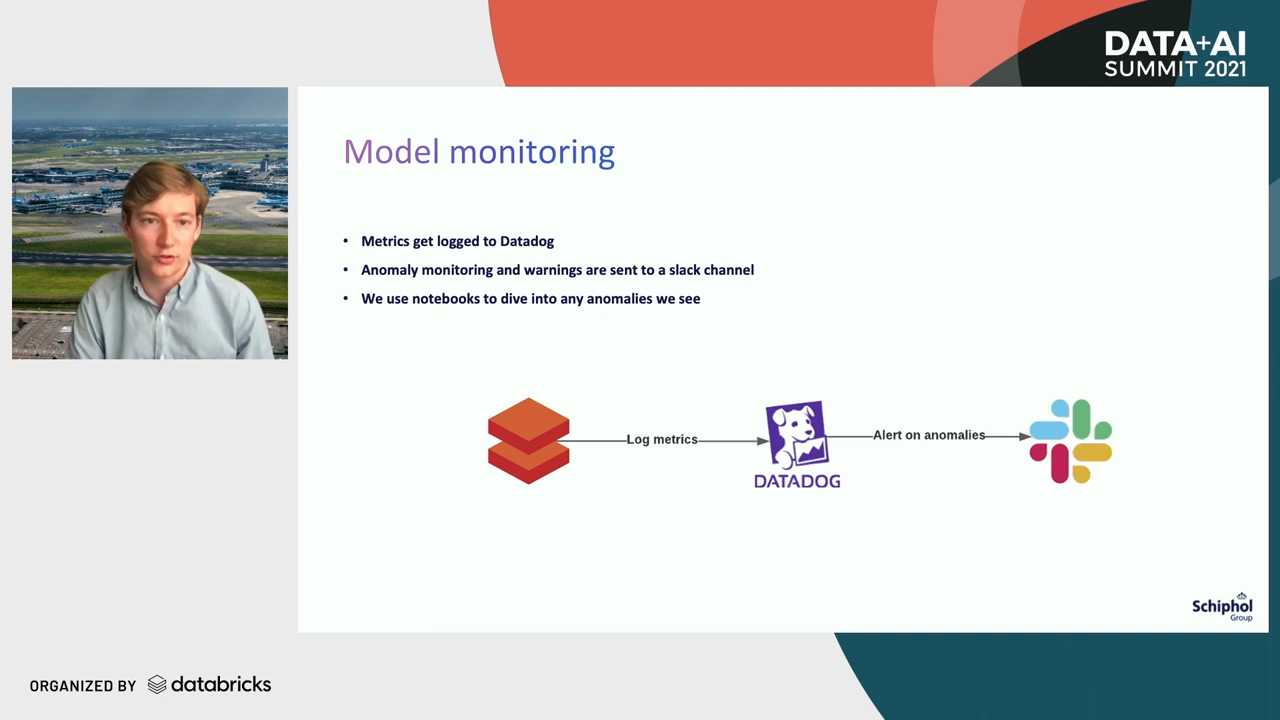 DATA+AI
SUMMIT 2021
Model monitoring
• Metrics get logged to Datadog
• Anomaly monitoring and warnings are sent to a slack channel
• We use notebooks to dive into any anomalies we see
Log metrics
Alert on anomalies
DATADOG
Schiphol
Group
ORGANIZED BY databricks